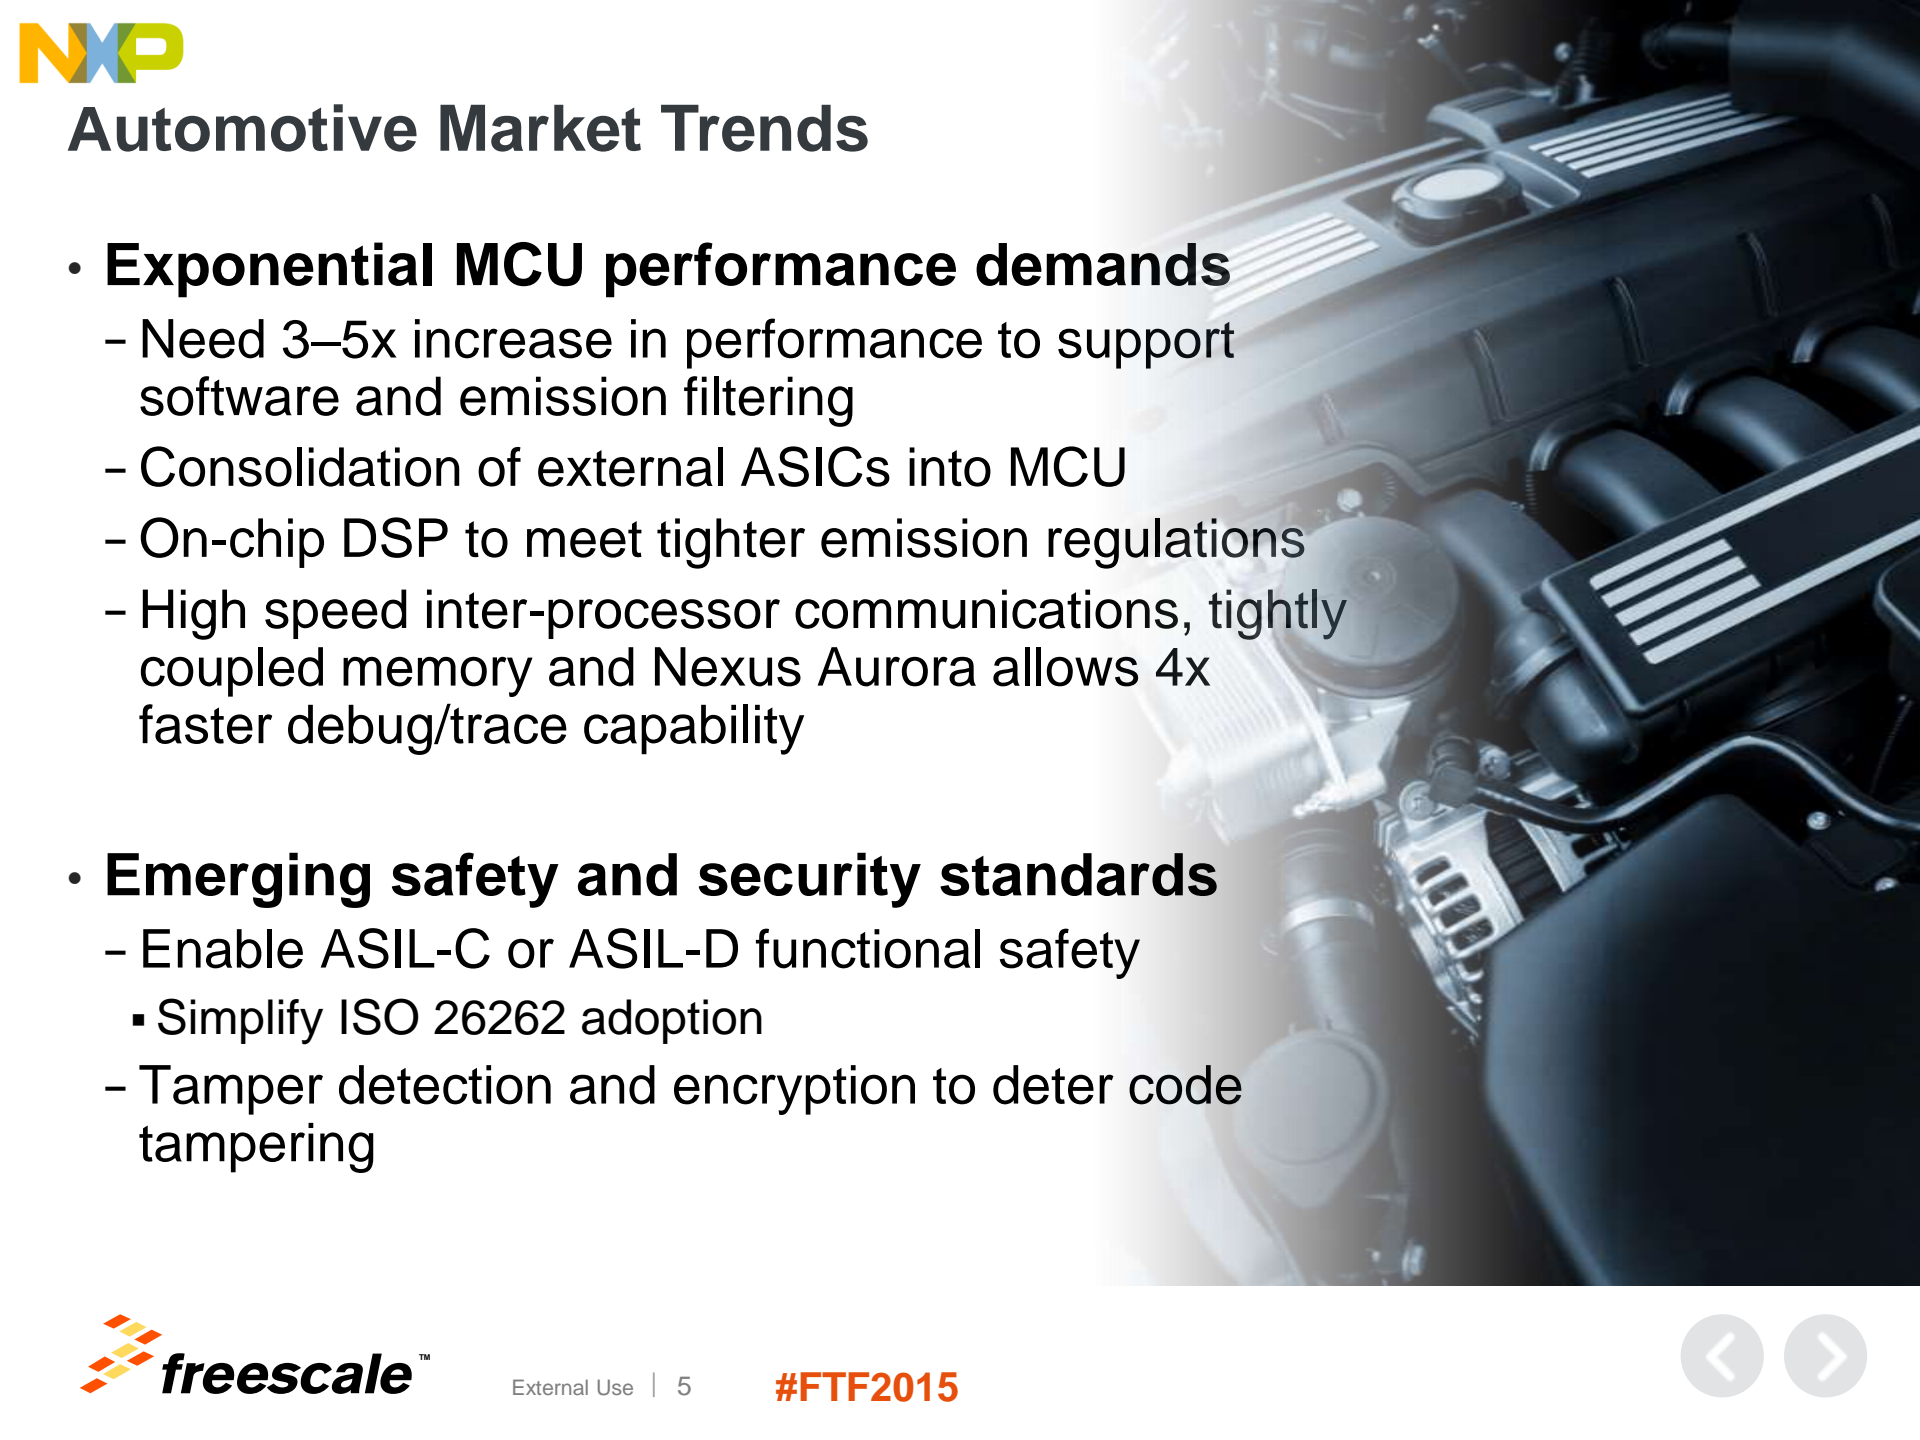 NXP
Automotive Market Trends
• Exponential MCU performance demands
– Need 3–5x increase in performance to support
software and emission filtering
– Consolidation of external ASICs into MCU
– On-chip DSP to meet tighter emission regulations
– High speed inter-processor communications, tightly
coupled memory and Nexus Aurora allows 4x
faster debug/trace capability
• Emerging safety and security standards
– Enable ASIL-C or ASIL-D functional safety
▪ Simplify ISO 26262 adoption
– Tamper detection and encryption to deter code
tampering
freescale™
External Use | 5
#FTF2015